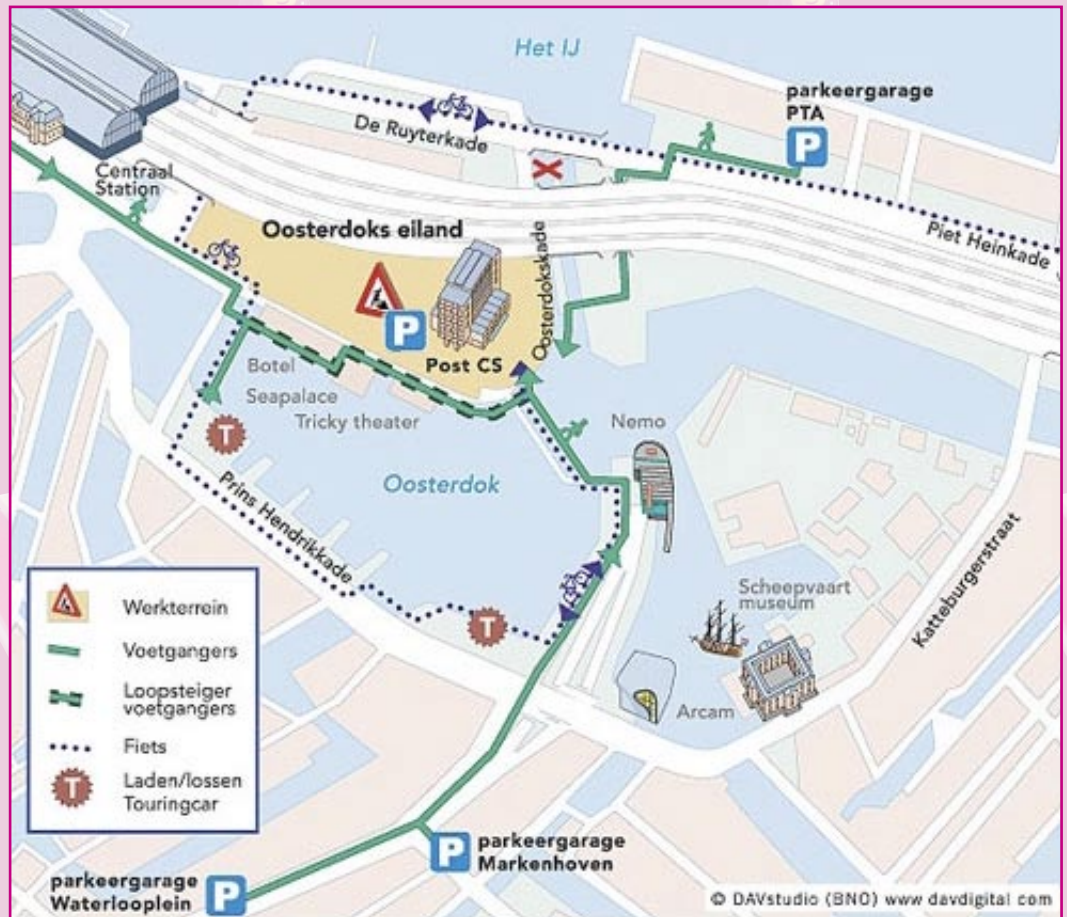 Het IJ
parkeergarage
PTA
P
De Ruyterkade
Centraal
Station
Piet Heinkade
Oosterdoks eiland
Oosterdokskade
P
Post CS
Botel
Seapalace
Tricky theater
Nemo
T
Oosterdok
Prins Hendrikkade
Katteburgerstraat
Scheepvaart
museum
T
Arcam
Werkterrein
Voetgangers
Loopsteiger
voetgangers
Fiets
T
Laden/lossen
Touringcar
P
parkeergarage
Markenhoven
parkeergarage
Waterlooplein
P
© DAVstudio (BNO) www.davdigital.com